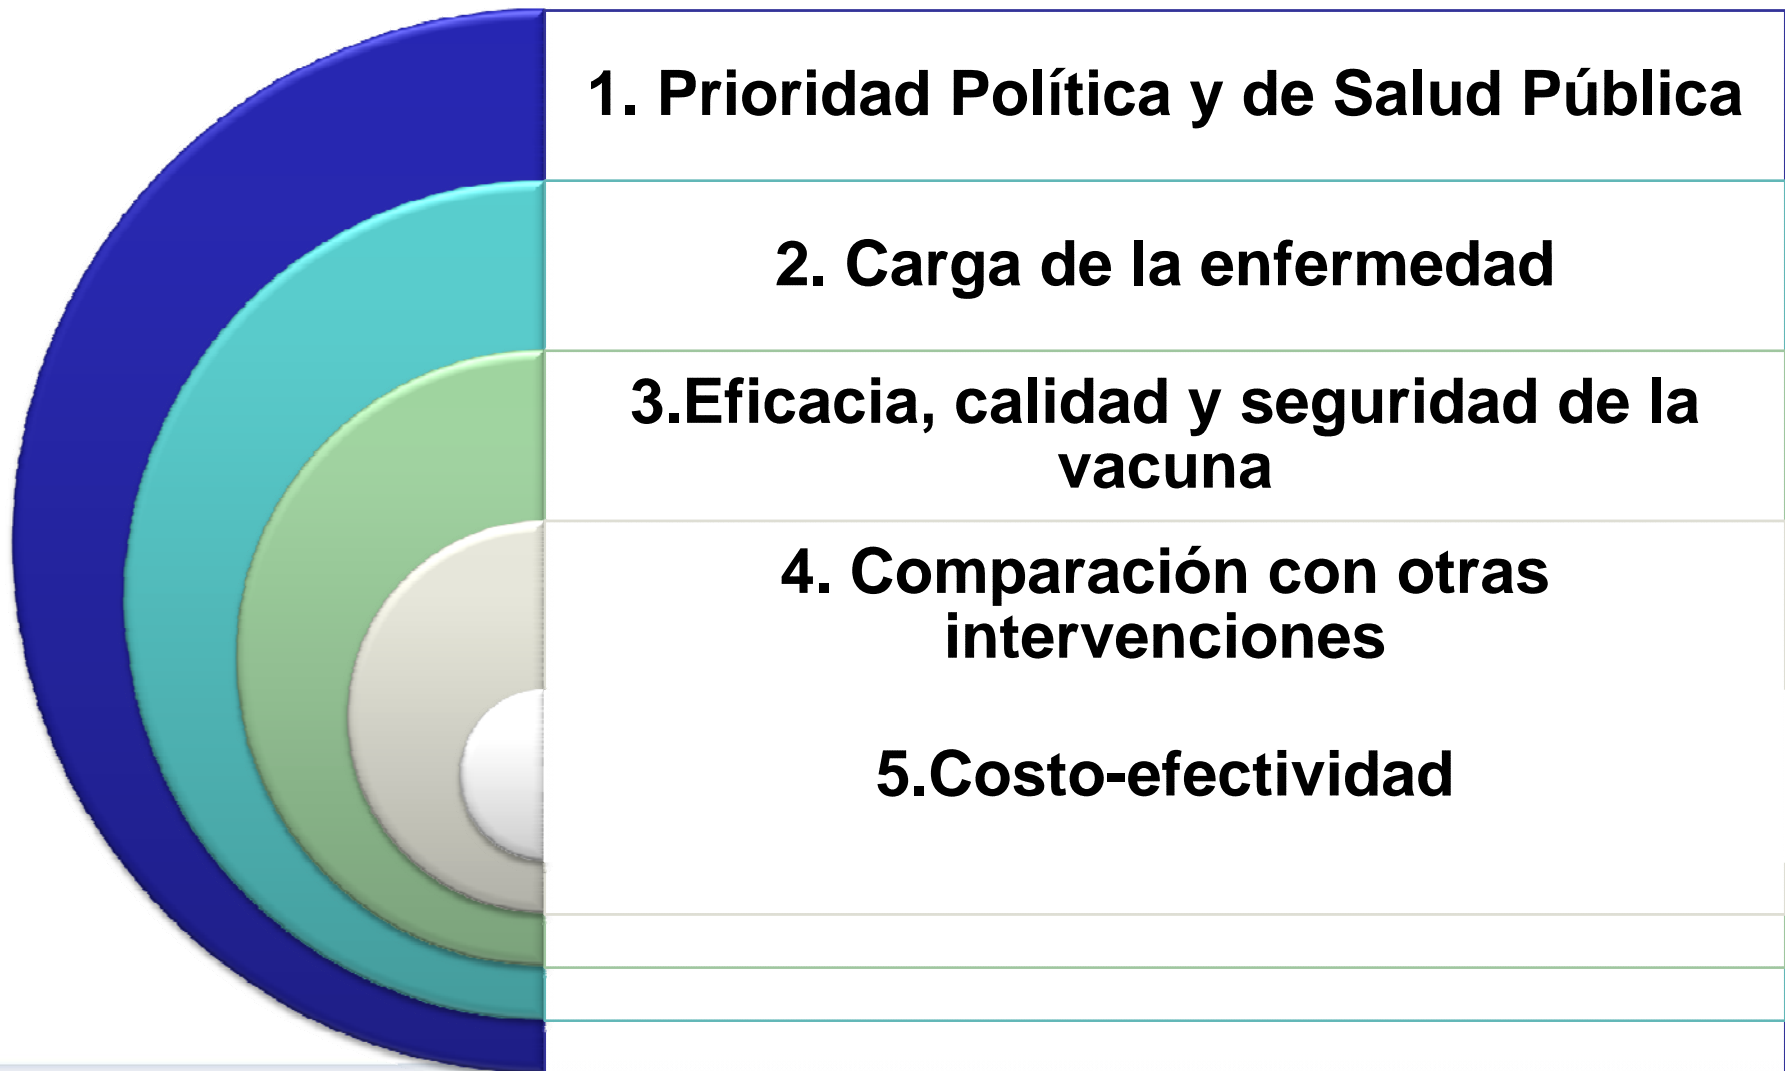 1. Prioridad Política y de Salud Pública
2. Carga de la enfermedad
3.Eficacia, calidad y seguridad de la
vacuna
4. Comparación con otras
intervenciones
5.Costo-efectividad